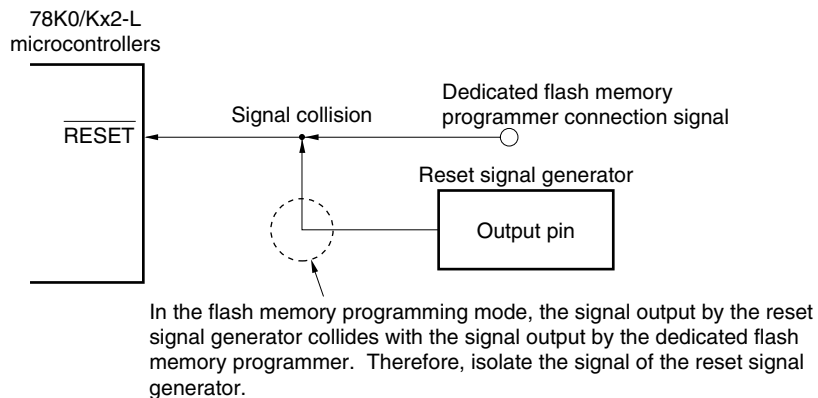 78K0/Kx2-L
microcontrollers
Dedicated flash memory
programmer connection signal
Signal collision
RESET
Reset signal generator
Output pin
In the flash memory programming mode, the signal output by the reset
signal generator collides with the signal output by the dedicated flash
memory programmer.  Therefore, isolate the signal of the reset signal
generator.